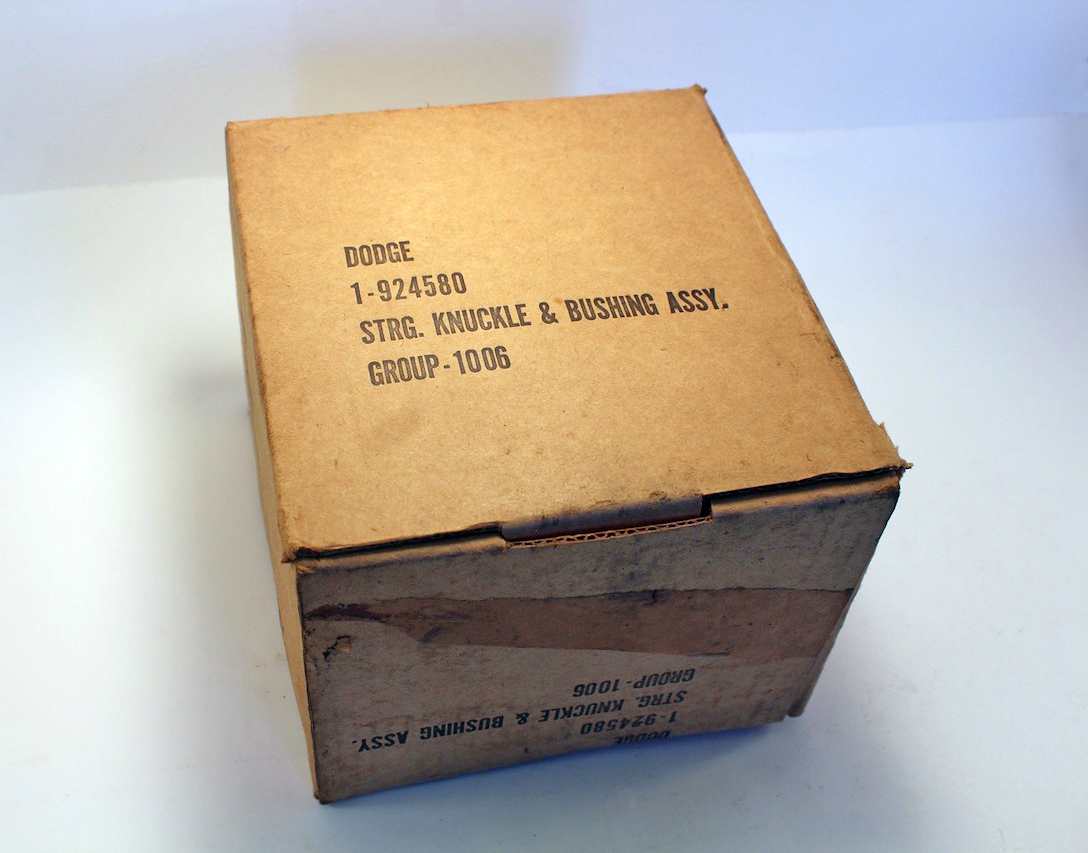 DODGE
1-924580
STRG. KNUCKLE & BUSHING ASSY.
GROUP-1006
DODGE
1-924580
STRG. KNUCKLE & BUSHING ASSY.
GROUP-1006